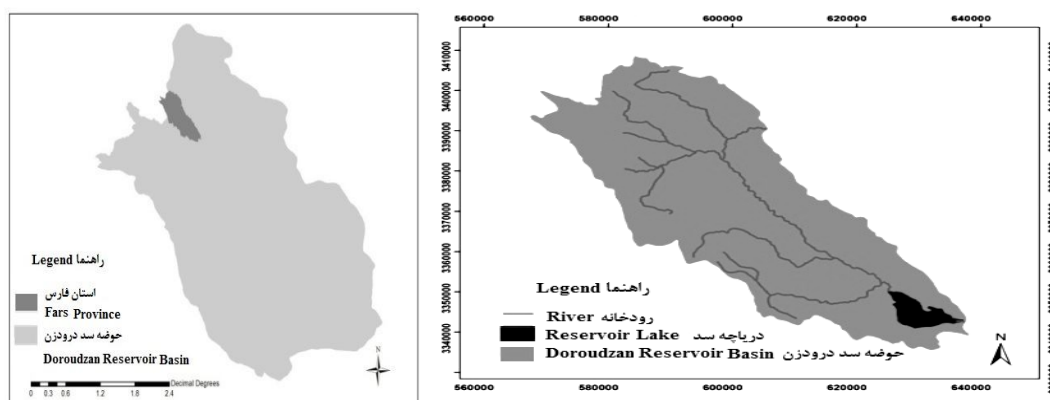 راهنما Legend
استان فارس
Fars Province
حوضه سد درودزن
Doroudzan Reservoir Basin
0 0.3 0.6 1.2 1.8 2.4 Decimal Degrees
N
560000 580000 600000 620000 640000
3410000
3400000
3390000
3380000
3370000
3360000
3350000
3340000
راهنما Legend
رودخانه River
دریاچه سد Reservoir Lake
حوضه سد درودزن Doroudzan Reservoir Basin
N
560000 580000 600000 620000 640000